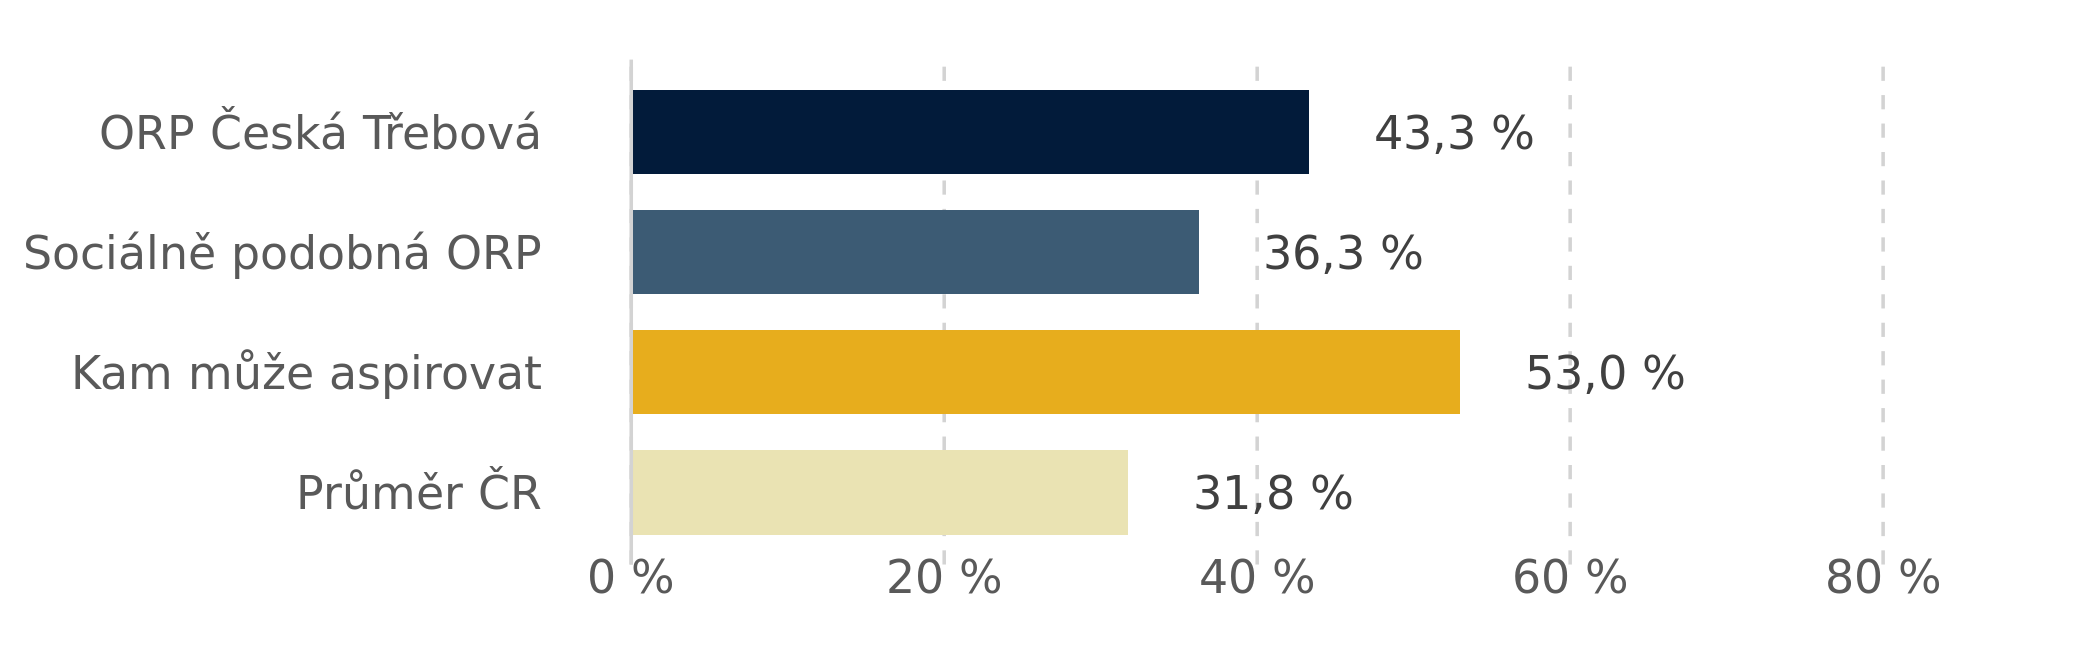 ORP Česká Třebová
43,3 %
Sociálně podobná ORP
36,3 %
Kam může aspirovat
53,0 %
Průměr ČR
31,8 %
0 %
20 %
40 %
60 %
80 %